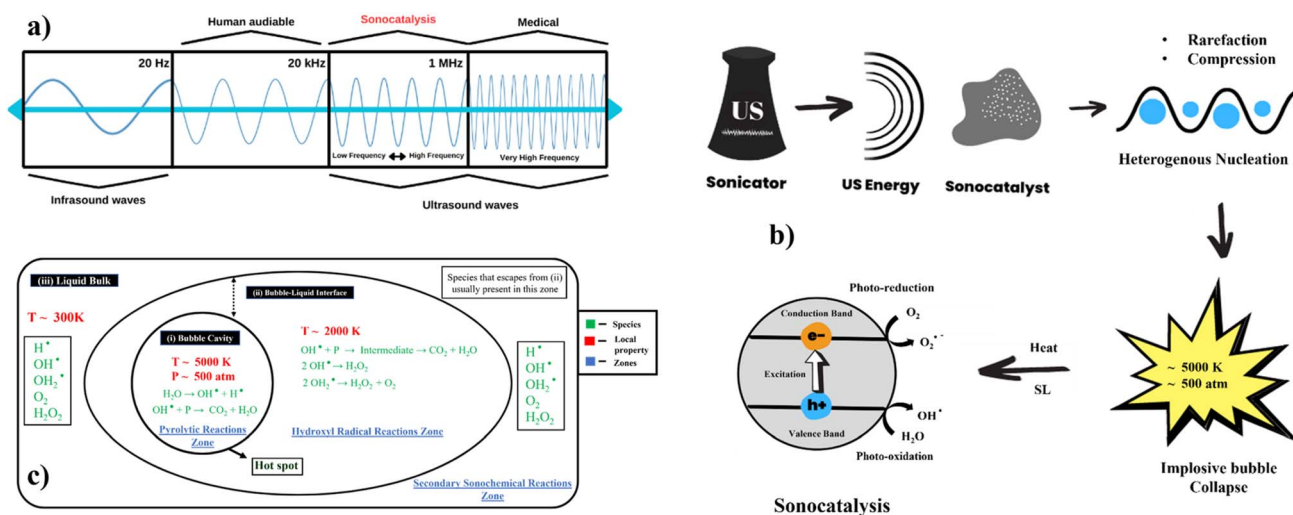 a)
Human audiable
Sonocatalysis
Medical
20 Hz
20 kHz
1 MHz
Low Frequency
High Frequency
Very High Frequency
Infrasound waves
Ultrasound waves
b)
US
Sonicator
US Energy
Sonocatalyst
• Rarefaction
• Compression
Heterogenous Nucleation
~ 5000 K
~ 500 atm
Implosive bubble
Collapse
Heat
SL
Photo-reduction
Conduction Band
O₂
e-
O₂•-
Excitation
h+
OH•
Valence Band
H₂O
Photo-oxidation
Sonocatalysis
c)
(iii) Liquid Bulk
T ~ 300K
H•
OH•
OH₂•
O₂
H₂O₂
(ii) Bubble-Liquid Interface
T ~ 2000 K
OH• + P → Intermediate → CO₂ + H₂O
2 OH• → H₂O₂
2 OH₂• → H₂O₂ + O₂
Hydroxyl Radical Reactions Zone
(i) Bubble Cavity
T ~ 5000 K
P ~ 500 atm
H₂O → OH• + H•
OH• + P → CO₂ + H₂O
Pyrolytic Reactions
Zone
Hot spot
Species that escapes from (ii)
usually present in this zone
H•
OH•
OH₂•
O₂
H₂O₂
Secondary Sonochemical Reactions
Zone
– Species
– Local
property
– Zones